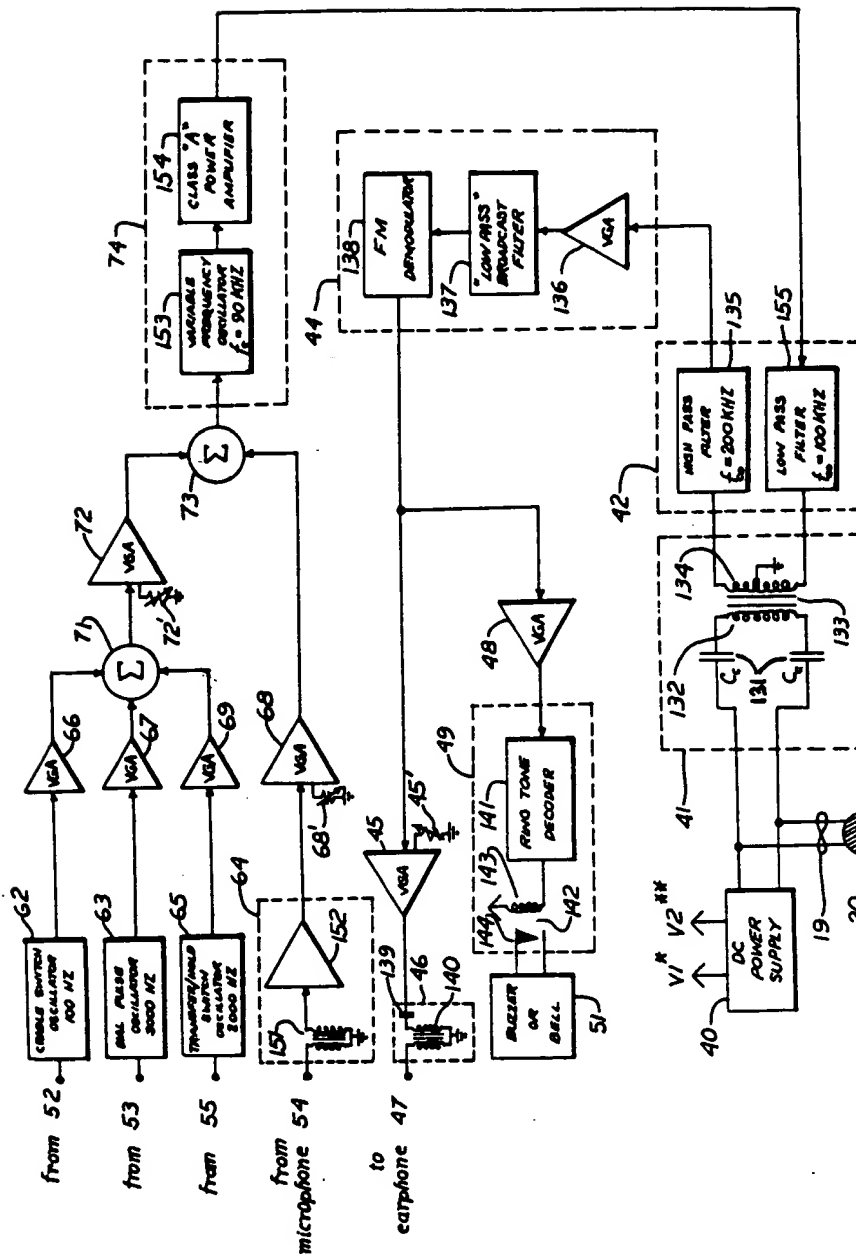 62
CRADLE SWITCH
OSCILLATOR
100 HZ
from 52
66
VGA
63
DIAL PULSE
OSCILLATOR
3000 HZ
from 53
67
VGA
65
TRANSFER/HOLD
SWITCH
OSCILLATOR
2000 HZ
from 55
69
VGA
71
Σ
72
VGA
72'
73
Σ
74
153
VARIABLE
FREQUENCY
OSCILLATOR
= 90 KHZ
154
CLASS "A"
POWER
AMPLIFIER
64
from
microphone 54
151
152
68
VGA
68'
to
earphone 47
139
46
140
45
VGA
45'
44
138
FM
DEMODULATOR
137
"LOW PASS"
BROADCAST
FILTER
136
VGA
48
VGA
49
141
RING TONE
DECODER
143
144
142
BUZZER
OR
BELL
51
42
HIGH PASS
FILTER
= 200 KHZ
135
LOW PASS
FILTER
= 100 KHZ
155
41
132
134
133
131
Cc
Cc
V1* V2**
DC
POWER
SUPPLY
40
19
20